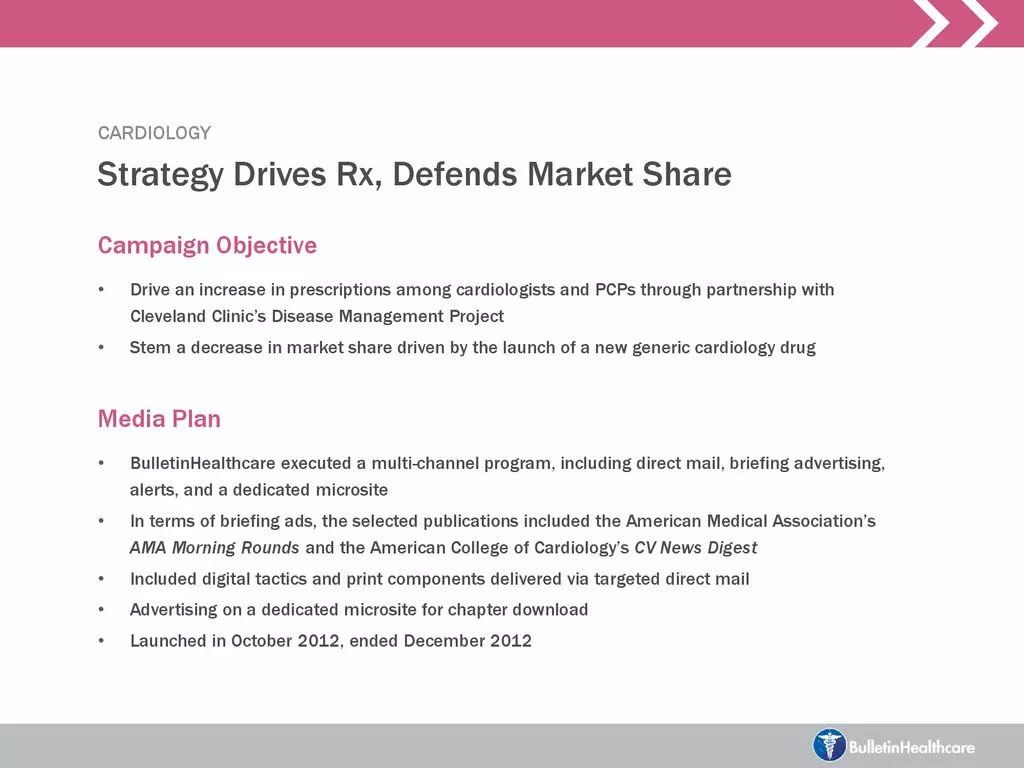 CARDIOLOGY
Strategy Drives Rx, Defends Market Share
Campaign Objective
• Drive an increase in prescriptions among cardiologists and PCPs through partnership with
Cleveland Clinic’s Disease Management Project
• Stem a decrease in market share driven by the launch of a new generic cardiology drug
Media Plan
• BulletinHealthcare executed a multi-channel program, including direct mail, briefing advertising,
alerts, and a dedicated microsite
• In terms of briefing ads, the selected publications included the American Medical Association’s
AMA Morning Rounds and the American College of Cardiology’s CV News Digest
• Included digital tactics and print components delivered via targeted direct mail
• Advertising on a dedicated microsite for chapter download
• Launched in October 2012, ended December 2012
BulletinHealthcare